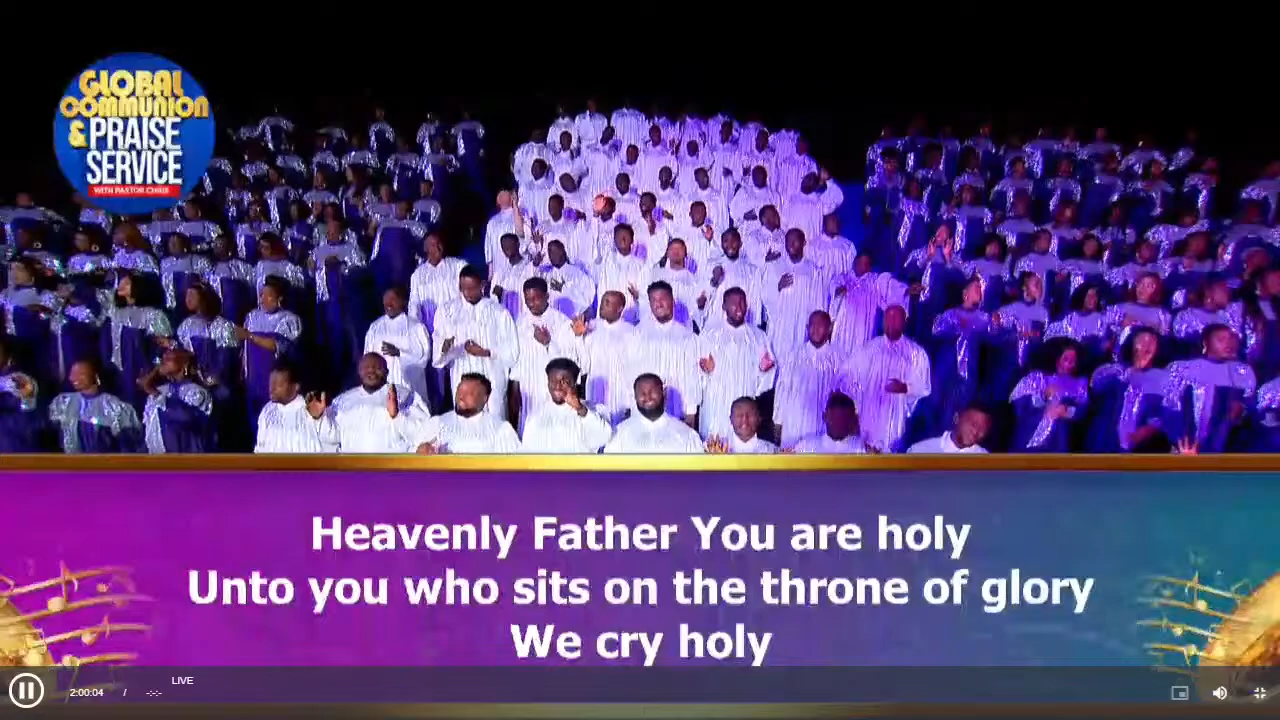 GLOBAL
COMMUNION
& PRAISE
SERVICE
WITH PASTOR CHRIS
Heavenly Father You are holy
Unto you who sits on the throne of glory
We cry holy
LIVE
2:00:04 / -:-:-